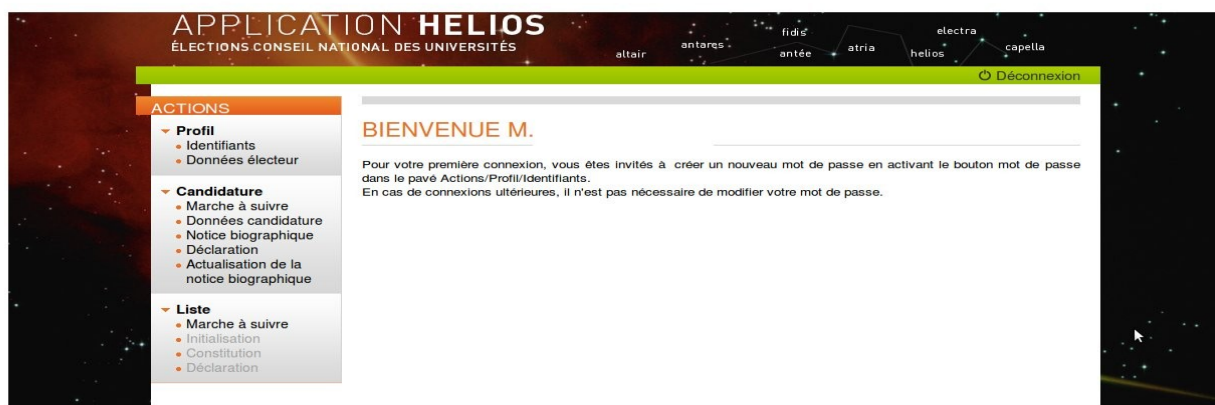 APPLICATION HELIOS
ÉLECTIONS CONSEIL NATIONAL DES UNIVERSITÉS
altair
antares
fidis
antée
atria
electra
helios
capella
Déconnexion
ACTIONS
Profil
Identifiants
Données électeur
Candidature
Marche à suivre
Données candidature
Notice biographique
Déclaration
Actualisation de la
notice biographique
Liste
Marche à suivre
Initialisation
Constitution
Déclaration
BIENVENUE M.
Pour votre première connexion, vous êtes invités à créer un nouveau mot de passe en activant le bouton mot de passe
dans le pavé Actions/Profil/Identifiants.
En cas de connexions ultérieures, il n'est pas nécessaire de modifier votre mot de passe.